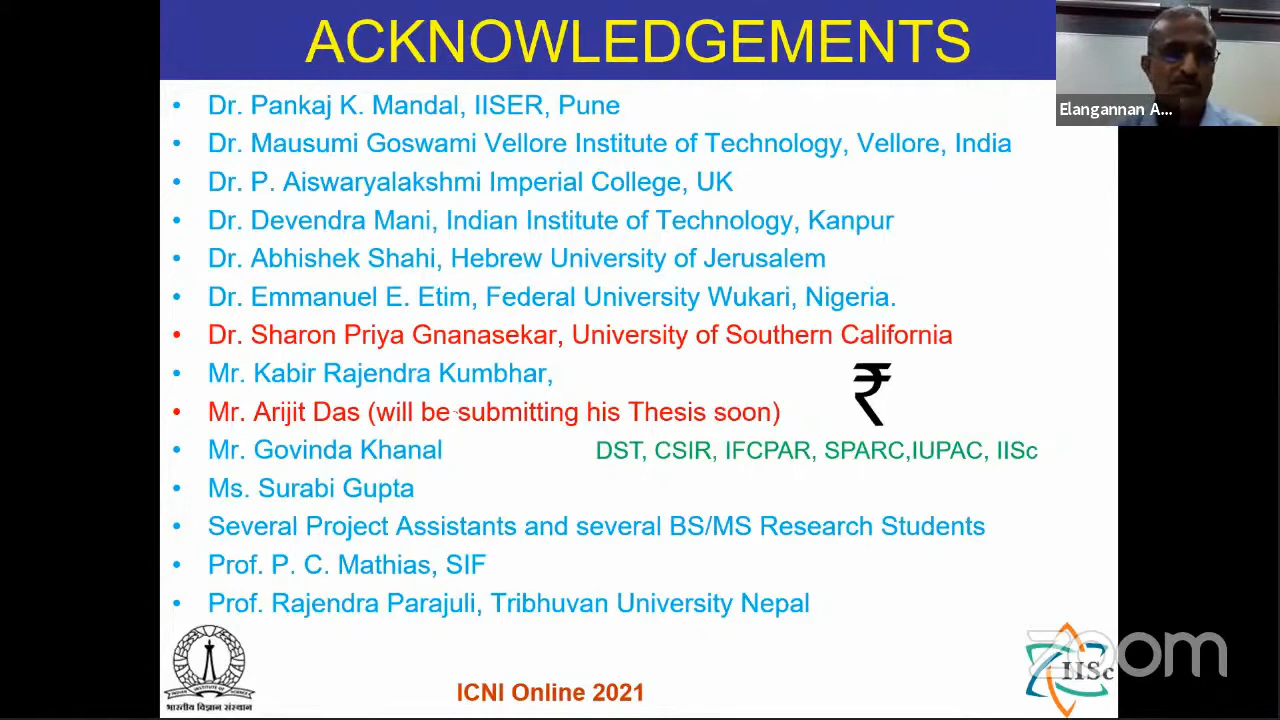 ACKNOWLEDGEMENTS
Elangannan A...
• Dr. Pankaj K. Mandal, IISER, Pune
• Dr. Mausumi Goswami Vellore Institute of Technology, Vellore, India
• Dr. P. Aiswaryalakshmi Imperial College, UK
• Dr. Devendra Mani, Indian Institute of Technology, Kanpur
• Dr. Abhishek Shahi, Hebrew University of Jerusalem
• Dr. Emmanuel E. Etim, Federal University Wukari, Nigeria.
• Dr. Sharon Priya Gnanasekar, University of Southern California
• Mr. Kabir Rajendra Kumbhar,
₹
• Mr. Arijit Das (will be submitting his Thesis soon)
• Mr. Govinda Khanal
DST, CSIR, IFCPAR, SPARC,IUPAC, IISc
• Ms. Surabi Gupta
• Several Project Assistants and several BS/MS Research Students
• Prof. P. C. Mathias, SIF
• Prof. Rajendra Parajuli, Tribhuvan University Nepal
भारतीय विज्ञान संस्थान
ICNI Online 2021
IISc
zoom